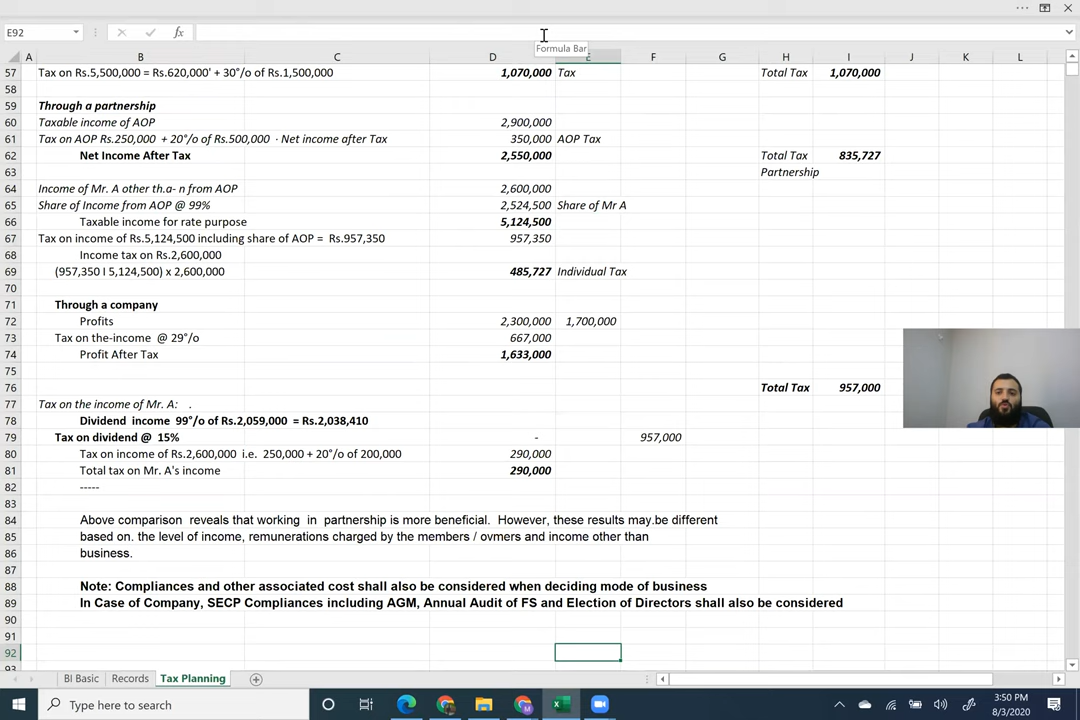 E92
fx
Formula Bar
A B C D E F G H I J K L
57 Tax on Rs.5,500,000 = Rs.620,000' + 30°/o of Rs.1,500,000 1,070,000 Tax Total Tax 1,070,000
58
59 Through a partnership
60 Taxable income of AOP 2,900,000
61 Tax on AOP Rs.250,000 + 20°/o of Rs.500,000 · Net income after Tax 350,000 AOP Tax
62 Net Income After Tax 2,550,000 Total Tax 835,727
63 Partnership
64 Income of Mr. A other th.a- n from AOP 2,600,000
65 Share of Income from AOP @ 99% 2,524,500 Share of Mr A
66 Taxable income for rate purpose 5,124,500
67 Tax on income of Rs.5,124,500 including share of AOP = Rs.957,350 957,350
68 Income tax on Rs.2,600,000
69 (957,350 I 5,124,500) x 2,600,000 485,727 Individual Tax
70
71 Through a company
72 Profits 2,300,000 1,700,000
73 Tax on the-income @ 29°/o 667,000
74 Profit After Tax 1,633,000
75
76 Total Tax 957,000
77 Tax on the income of Mr. A: .
78 Dividend income 99°/o of Rs.2,059,000 = Rs.2,038,410
79 Tax on dividend @ 15% - 957,000
80 Tax on income of Rs.2,600,000 i.e. 250,000 + 20°/o of 200,000 290,000
81 Total tax on Mr. A's income 290,000
82 -----
83
84 Above comparison reveals that working in partnership is more beneficial. However, these results may.be different
85 based on. the level of income, remunerations charged by the members / ovmers and income other than
86 business.
87
88 Note: Compliances and other associated cost shall also be considered when deciding mode of business
89 In Case of Company, SECP Compliances including AGM, Annual Audit of FS and Election of Directors shall also be considered
90
91
92
93
BI Basic Records Tax Planning
Type here to search
3:50 PM
8/3/2020